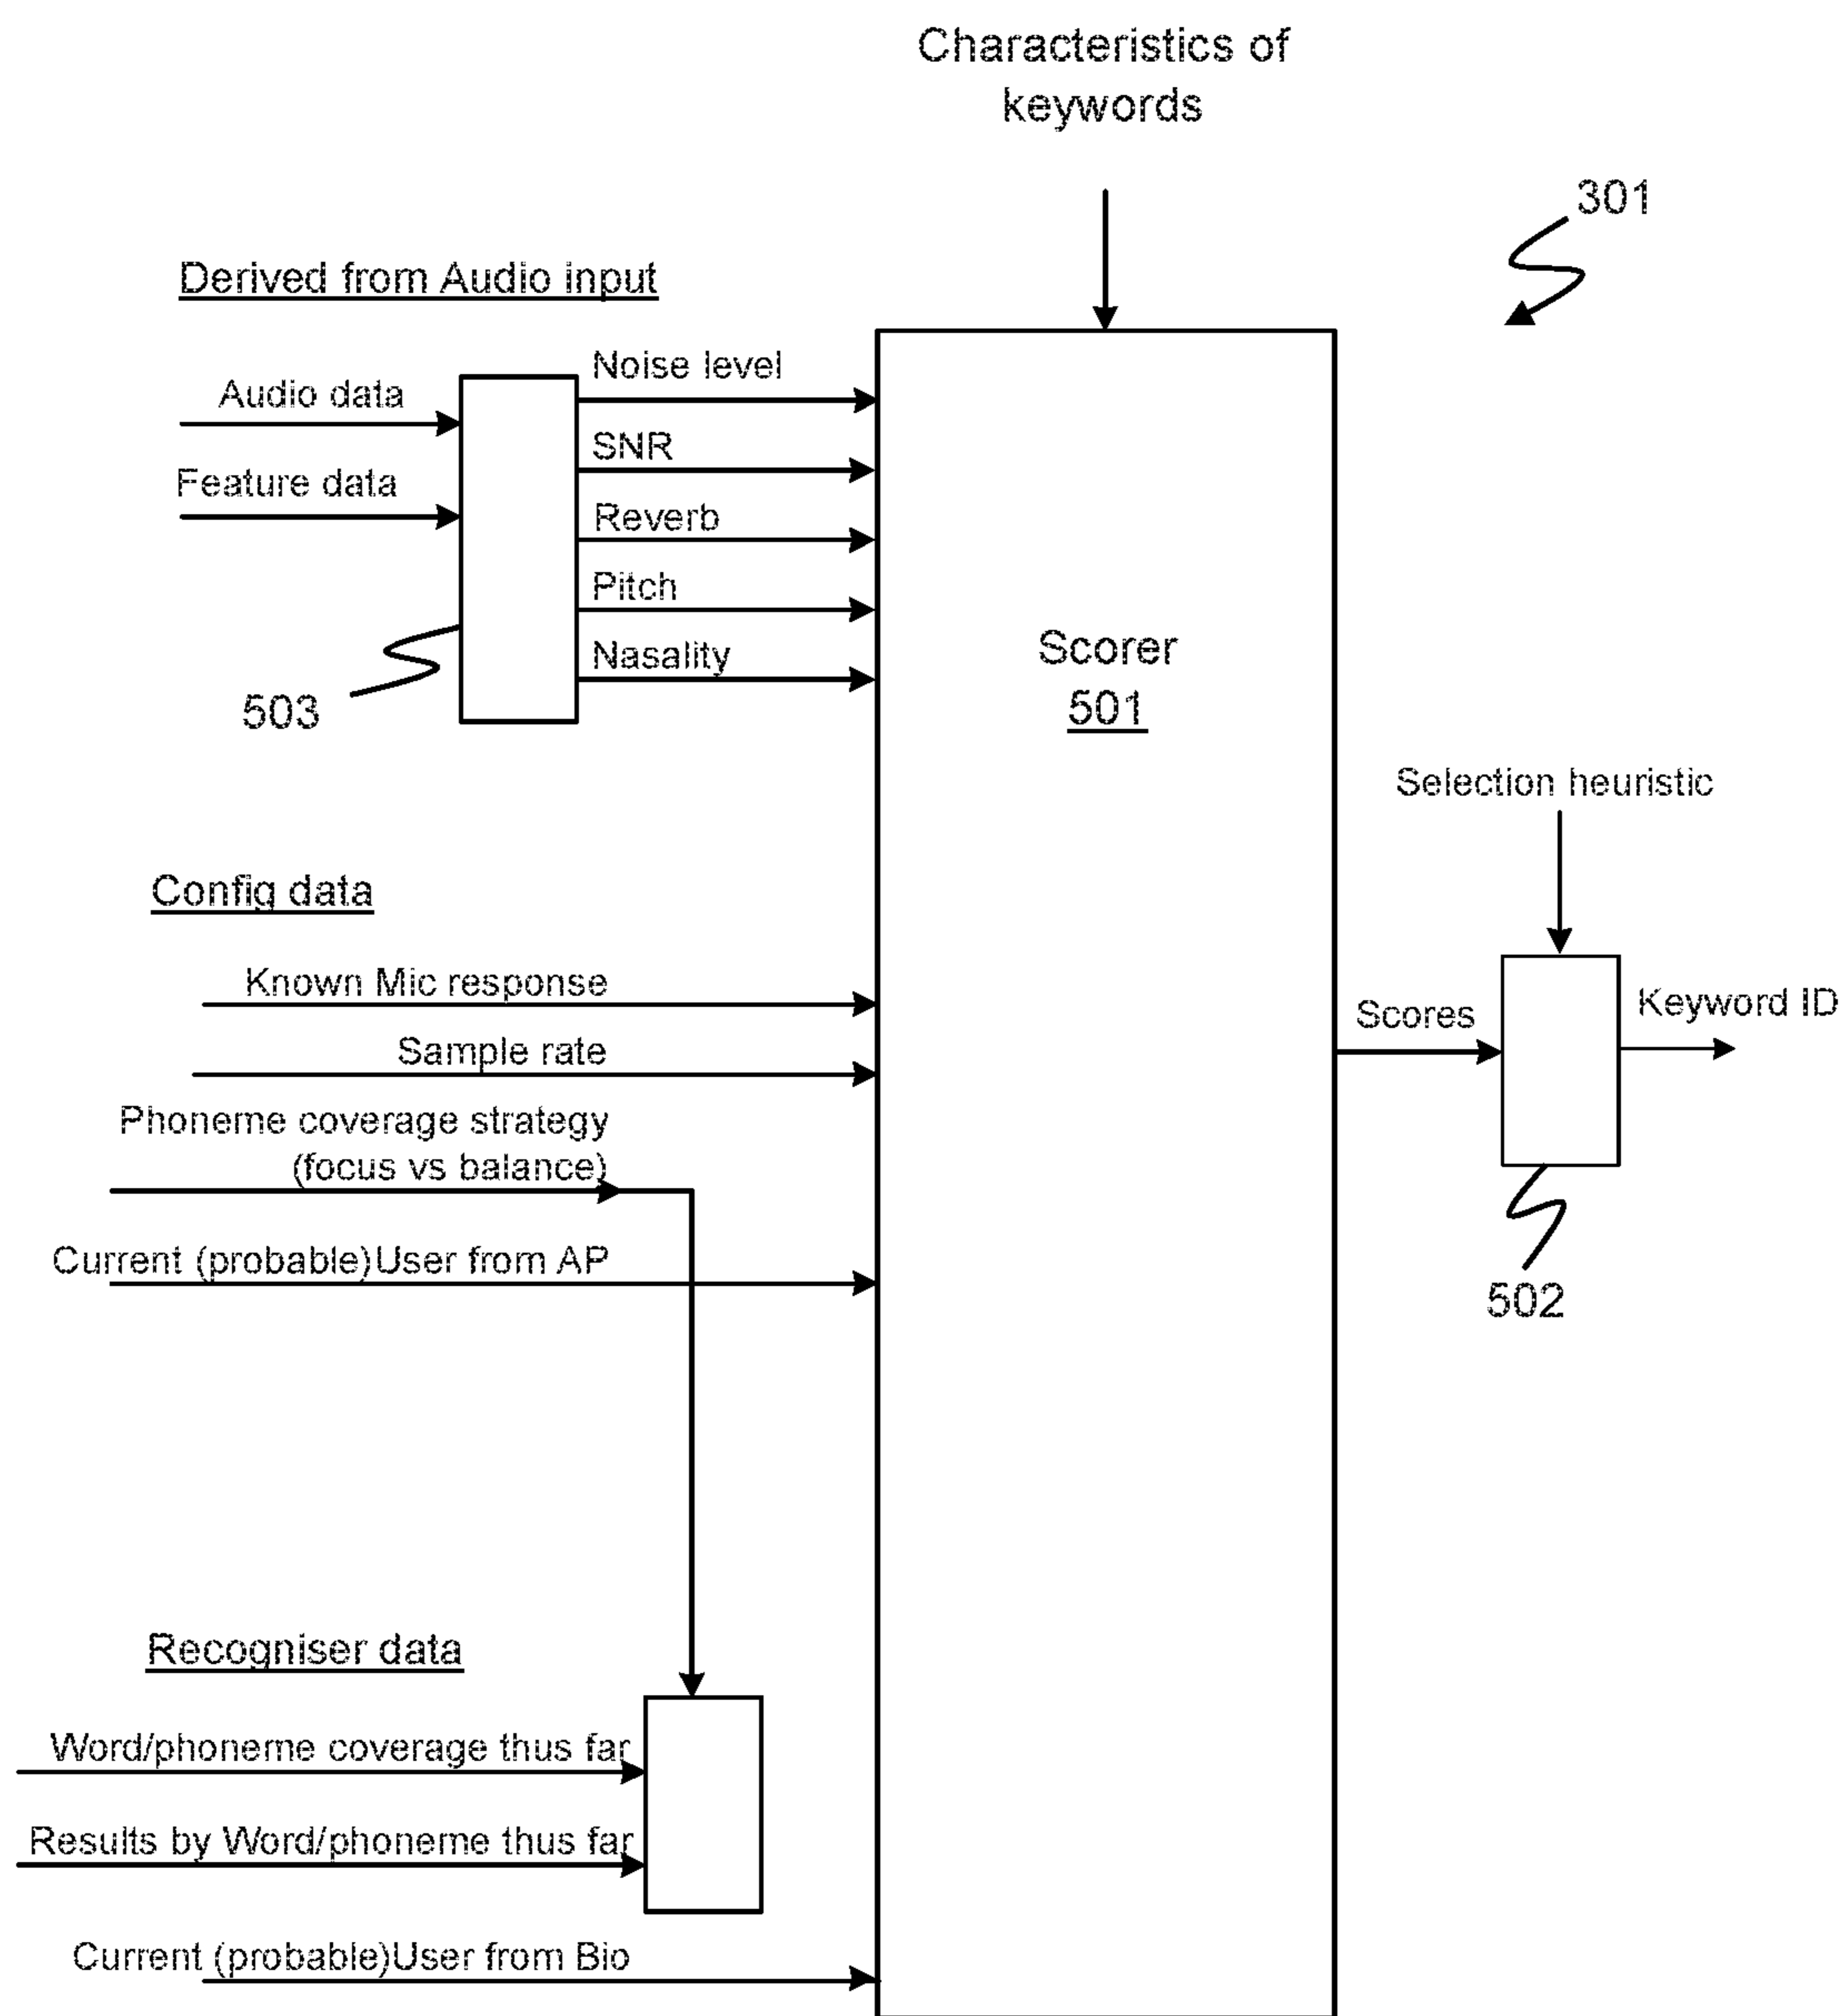 Characteristics of
keywords
301
Derived from Audio input
Audio data
Feature data
Noise level
SNR
Reverb
Pitch
Nasality
503
Scorer
501
Selection heuristic
Config data
Known Mic response
Sample rate
Phoneme coverage strategy
(focus vs balance)
Current (probable)User from AP
Scores
Keyword ID
502
Recogniser data
Word/phoneme coverage thus far
Results by Word/phoneme thus far
Current (probable)User from Bio